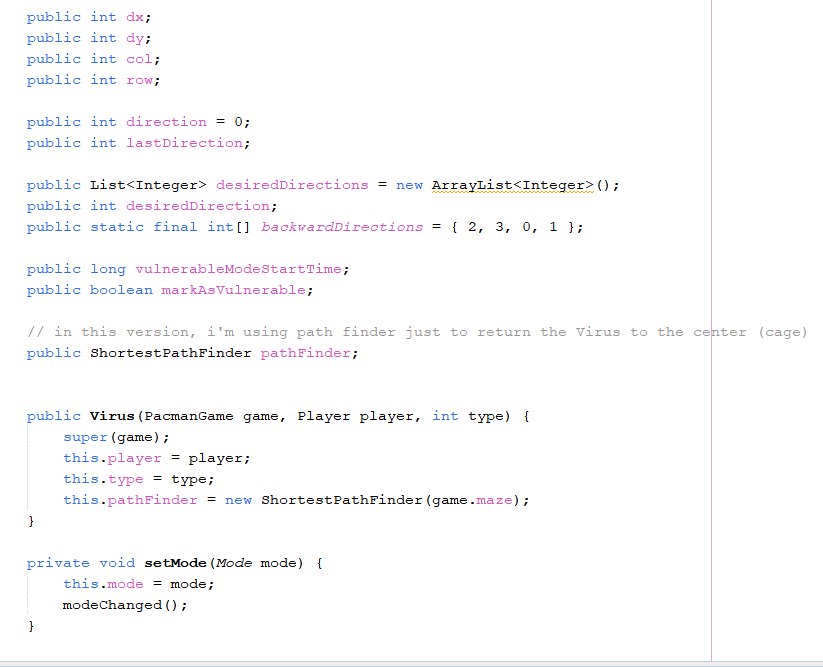 public int dx;
public int dy;
public int col;
public int row;
public int direction = 0;
public int lastDirection;
public List<Integer> desiredDirections = new ArrayList<Integer>();
public int desiredDirection;
public static final int[] backwardDirections = { 2, 3, 0, 1 };
public long vulnerableModeStartTime;
public boolean markAsVulnerable;
// in this version, i'm using path finder just to return the Virus to the center (cage)
public ShortestPathFinder pathFinder;
public Virus(PacmanGame game, Player player, int type) {
super(game);
this.player = player;
this.type = type;
this.pathFinder = new ShortestPathFinder(game.maze);
}
private void setMode(Mode mode) {
this.mode = mode;
modeChanged();
}